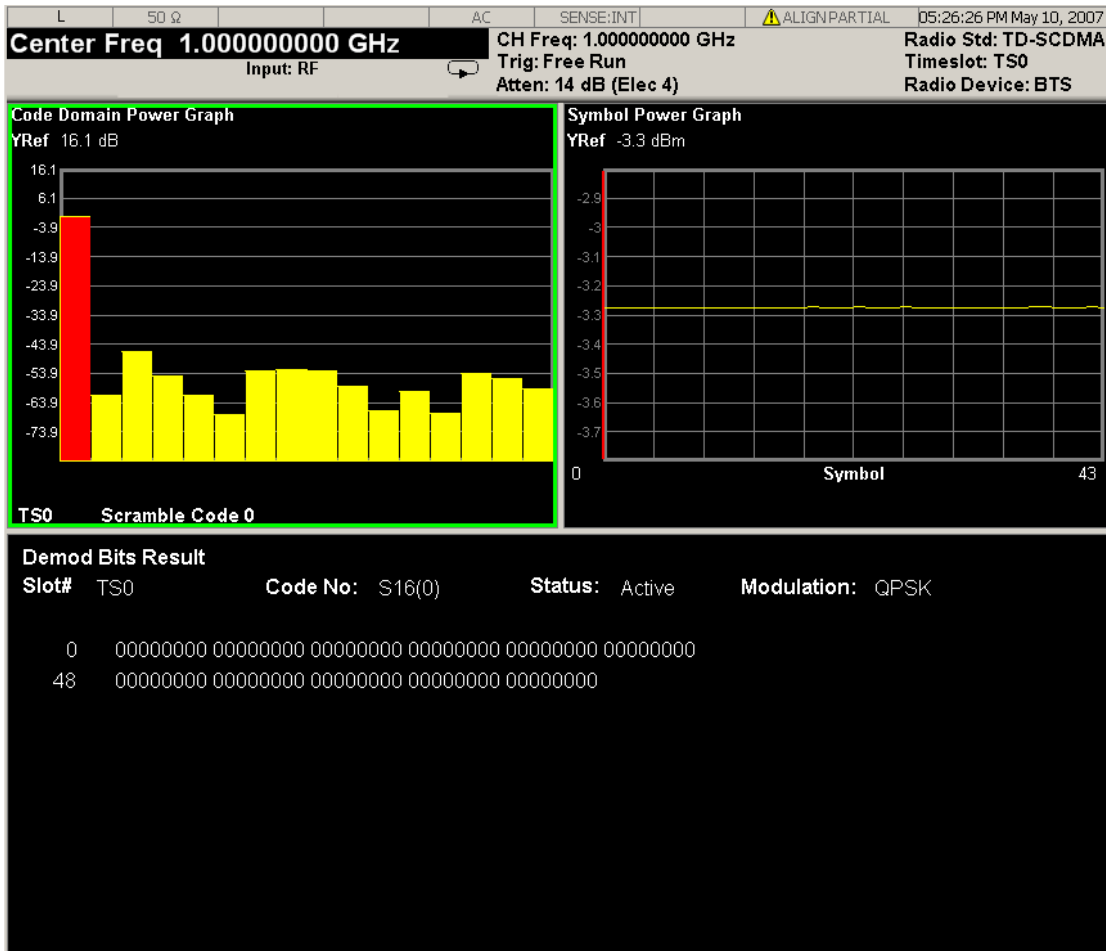 L 50 Ω AC SENSE:INT ALIGN PARTIAL 05:26:26 PM May 10, 2007
Center Freq 1.000000000 GHz
Input: RF
CH Freq: 1.000000000 GHz
Trig: Free Run
Atten: 14 dB (Elec 4)
Radio Std: TD-SCDMA
Timeslot: TS0
Radio Device: BTS
Code Domain Power Graph
YRef 16.1 dB
16.1
6.1
-3.9
-13.9
-23.9
-33.9
-43.9
-53.9
-63.9
-73.9
TS0 Scramble Code 0
Symbol Power Graph
YRef -3.3 dBm
-2.9
-3
-3.1
-3.2
-3.3
-3.4
-3.5
-3.6
-3.7
0 Symbol 43
Demod Bits Result
Slot# TS0 Code No: S16(0) Status: Active Modulation: QPSK
0 00000000 00000000 00000000 00000000 00000000 00000000
48 00000000 00000000 00000000 00000000 00000000